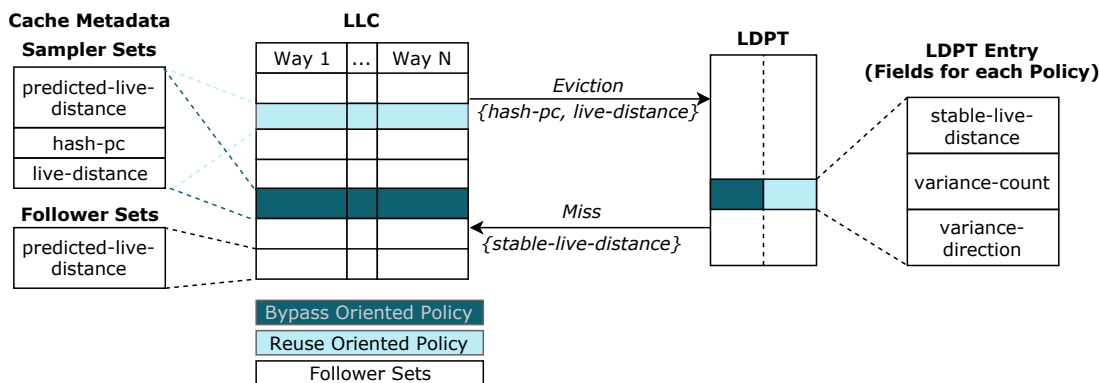 Cache Metadata
Sampler Sets
predicted-live-
distance
hash-pc
live-distance
Follower Sets
predicted-live-
distance
LLC
Way 1
...
Way N
Eviction
{hash-pc, live-distance}
Miss
{stable-live-distance}
LDPT
LDPT Entry
(Fields for each Policy)
stable-live-
distance
variance-count
variance-
direction
Bypass Oriented Policy
Reuse Oriented Policy
Follower Sets